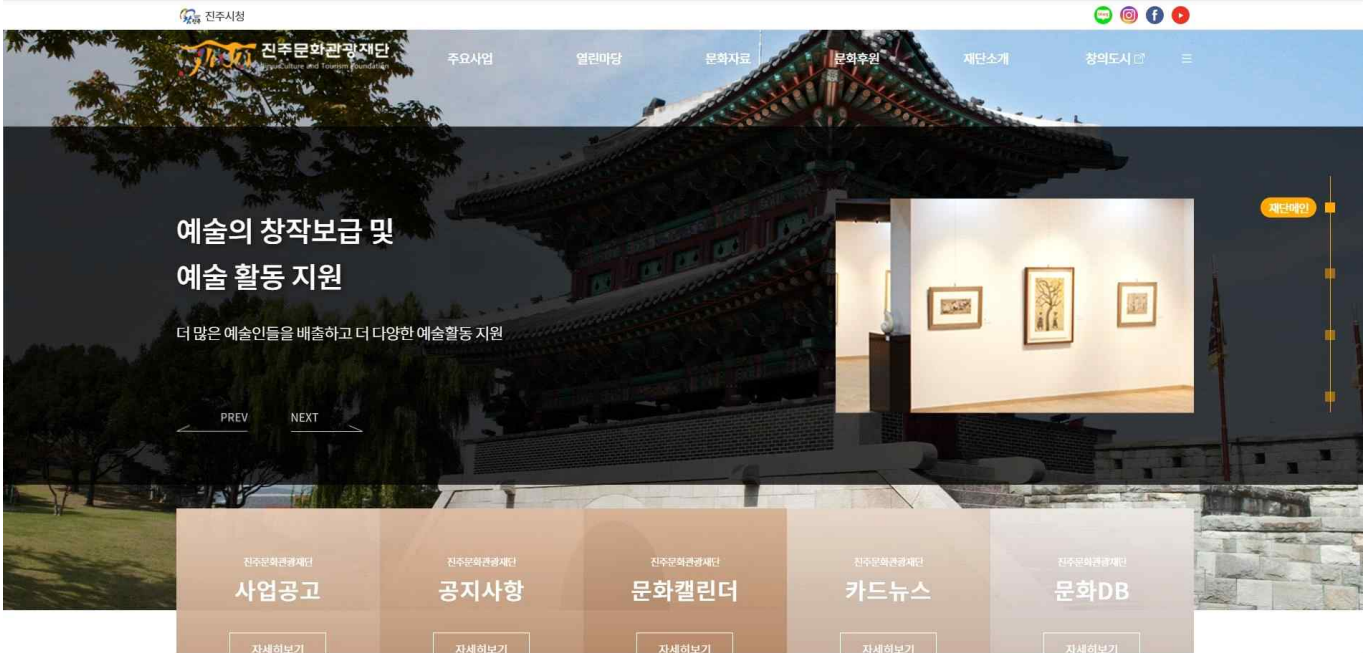 진주시청
진주문화관광재단
Jinju Culture and Tourism Foundation
주요사업
열린마당
문화자료
문화후원
재단소개
창의도시
예술의 창작보급 및
예술 활동 지원
더 많은 예술인들을 배출하고 더 다양한 예술활동 지원
PREV NEXT
재단메인
진주문화관광재단
사업공고
자세히보기
진주문화관광재단
공지사항
자세히보기
진주문화관광재단
문화캘린더
자세히보기
진주문화관광재단
카드뉴스
자세히보기
진주문화관광재단
문화DB
자세히보기